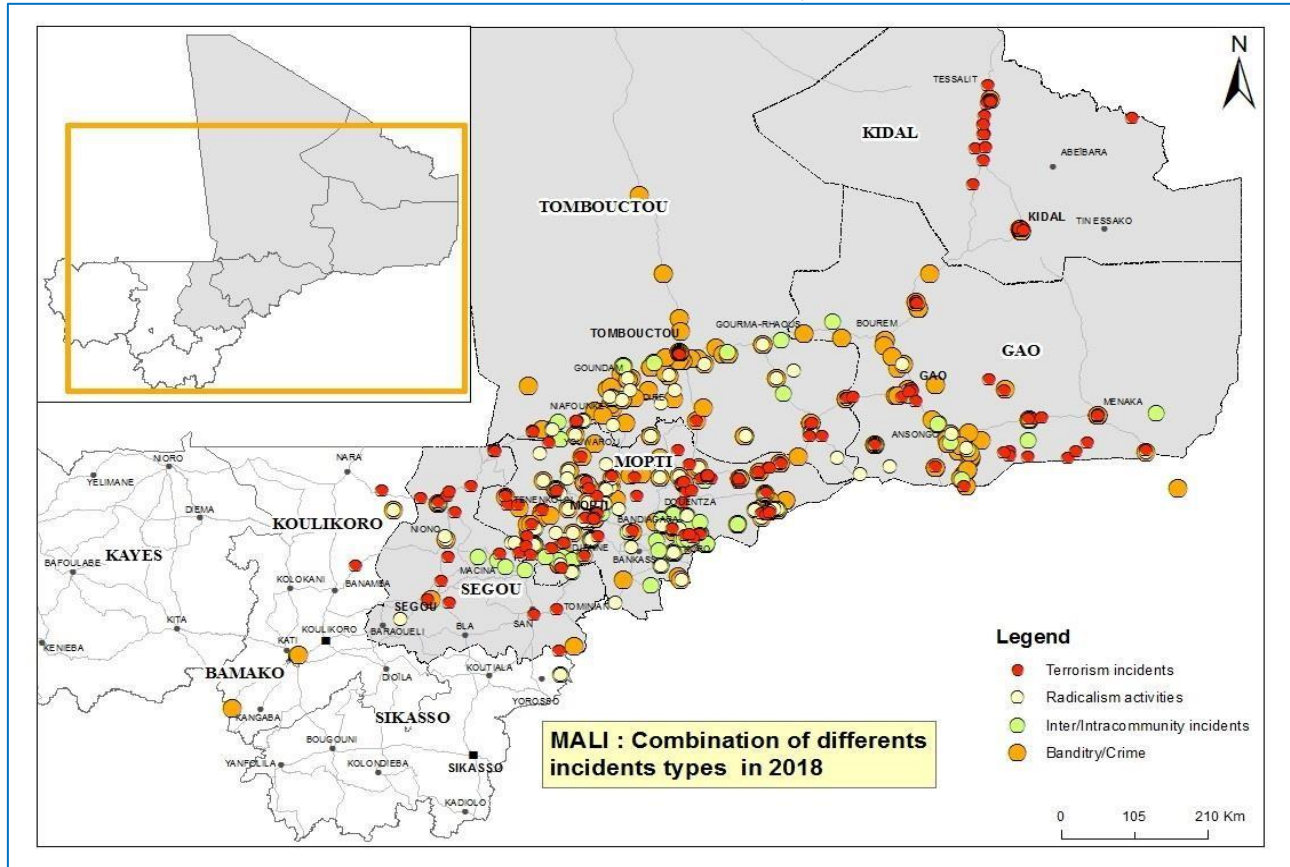 N
TESSALIT
KIDAL
ABEÏBARA
KIDAL
TIN ESSAKO
TOMBOUCTOU
TOMBOUCTOU
GOURMA-RHAOUS
BOUREM
GAO
GOUNDAM
GAO
DIRE
NIAFOUNKE
MENAKA
ANSONGO
YOUWAROU
MOPTI
NARA
NIORO
YELIMANE
TENENKOU
MOPTI
DOUENTZA
DIEMA
KOULIKORO
NIONO
BANDIAGARA
KAYES
DJENNE
BANKASS
KORO
BAFOULABE
MACINA
KOLOKANI
BANAMBA
SEGOU
SEGOU
TOMINIAN
KITA
KOULIKORO
BARAOUELI
BLA
SAN
KENIEBA
KATI
BAMAKO
DIOÏLA
KOUTIALA
YOROSSO
KANGABA
SIKASSO
BOUGOUNI
YANFOLILA
KOLONDIEBA
SIKASSO
KADIOLO
MALI : Combination of differents
incidents types in 2018
Legend
Terrorism incidents
Radicalism activities
Inter/Intracommunity incidents
Banditry/Crime
0 105 210 Km